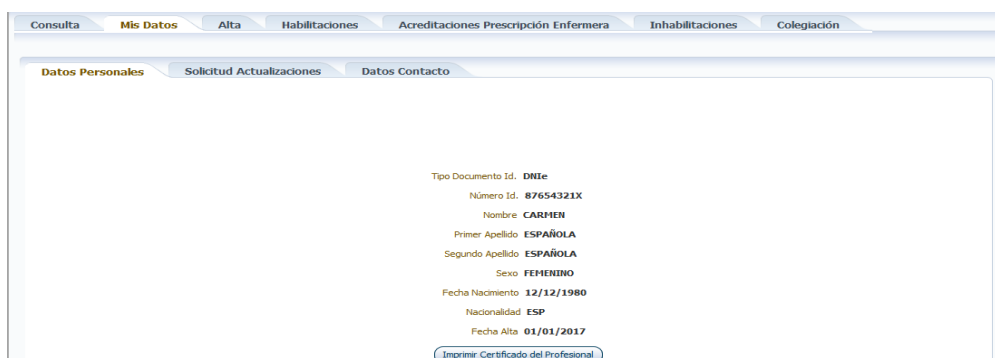 Consulta Mis Datos Alta Habilitaciones Acreditaciones Prescripción Enfermera Inhabilitaciones Colegiación
Datos Personales Solicitud Actualizaciones Datos Contacto
Tipo Documento Id. DNIe
Número Id. 87654321X
Nombre CARMEN
Primer Apellido ESPAÑOLA
Segundo Apellido ESPAÑOLA
Sexo FEMENINO
Fecha Nacimiento 12/12/1980
Nacionalidad ESP
Fecha Alta 01/01/2017
Imprimir Certificado del Profesional